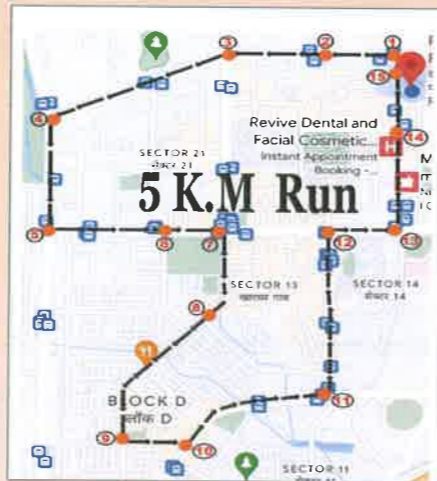 3
2
1
15
4
Revive Dental and
Facial Cosmetic...
Instant Appointment
Booking -...
14
H
SECTOR 21
सेक्टर 21
5 K.M Run
5
6
7
12
13
SECTOR 13
SECTOR 14
सेक्टर 14
8
BLOCK D
ब्लॉक D
11
9
10
SECTOR 11